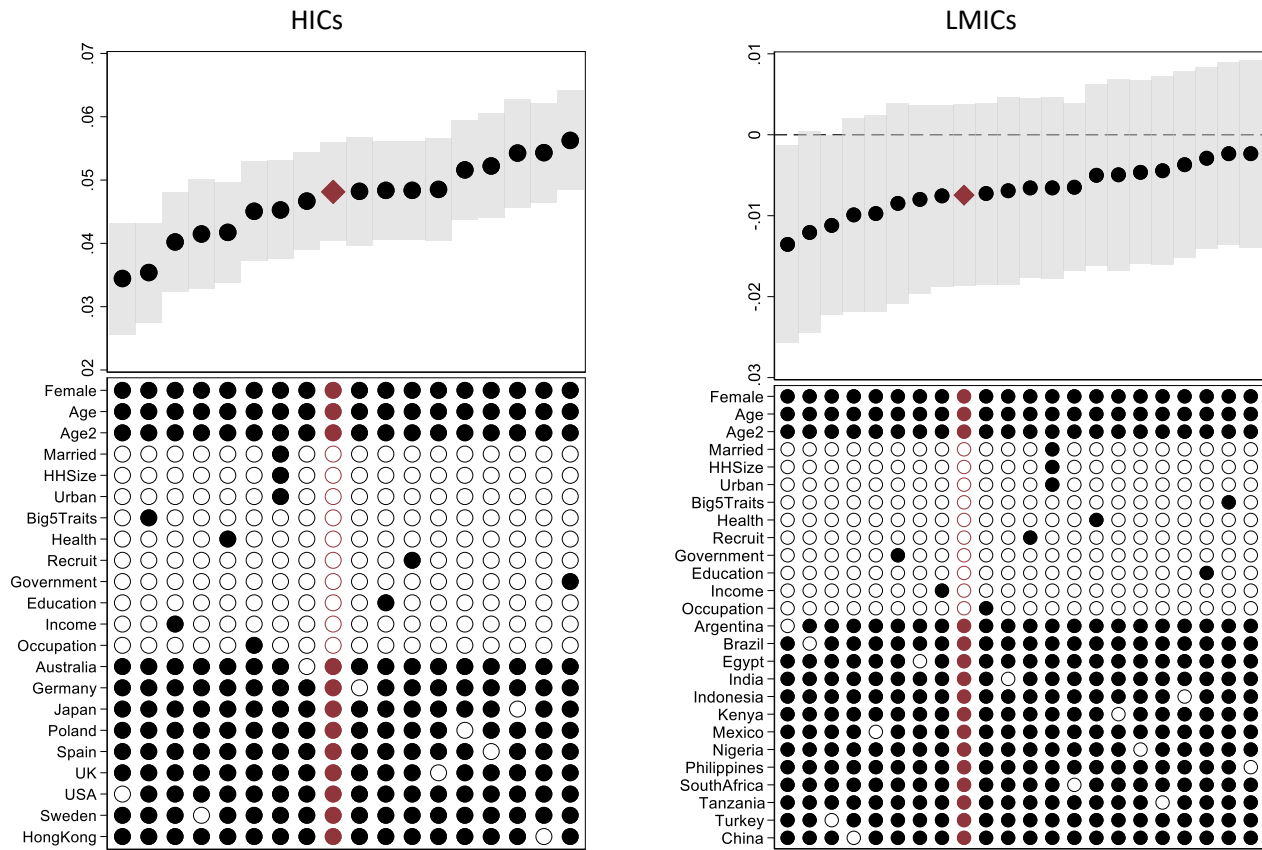 HICs
.07
.06
.05
.04
.03
.02
Female
Age
Age2
Married
HHSize
Urban
Big5Traits
Health
Recruit
Government
Education
Income
Occupation
Australia
Germany
Japan
Poland
Spain
UK
USA
Sweden
HongKong
LMICs
.01
0
-.01
-.02
.03
Female
Age
Age2
Married
HHSize
Urban
Big5Traits
Health
Recruit
Government
Education
Income
Occupation
Argentina
Brazil
Egypt
India
Indonesia
Kenya
Mexico
Nigeria
Philippines
SouthAfrica
Tanzania
Turkey
China